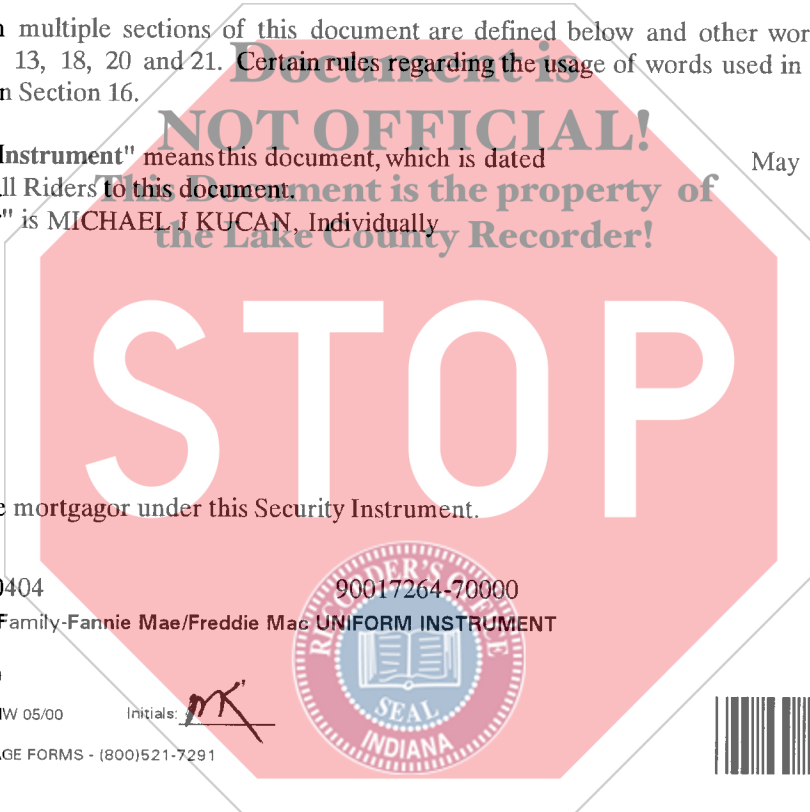 multiple sections of this document are defined below and other wor
13, 18, 20 and 21. Certain rules regarding the usage of words used in
n Section 16.
Document is
NOT OFFICIAL!
This Document is the property of
the Lake County Recorder!
Instrument" means this document, which is dated May
ll Riders to this document.
" is MICHAEL J KUCAN, Individually
STOP
e mortgagor under this Security Instrument.
0404 90017264-70000
Family-Fannie Mae/Freddie Mac UNIFORM INSTRUMENT
W 05/00 Initials: MK
GE FORMS - (800)521-7291
RECORDER'S OFFICE
SEAL
INDIANA